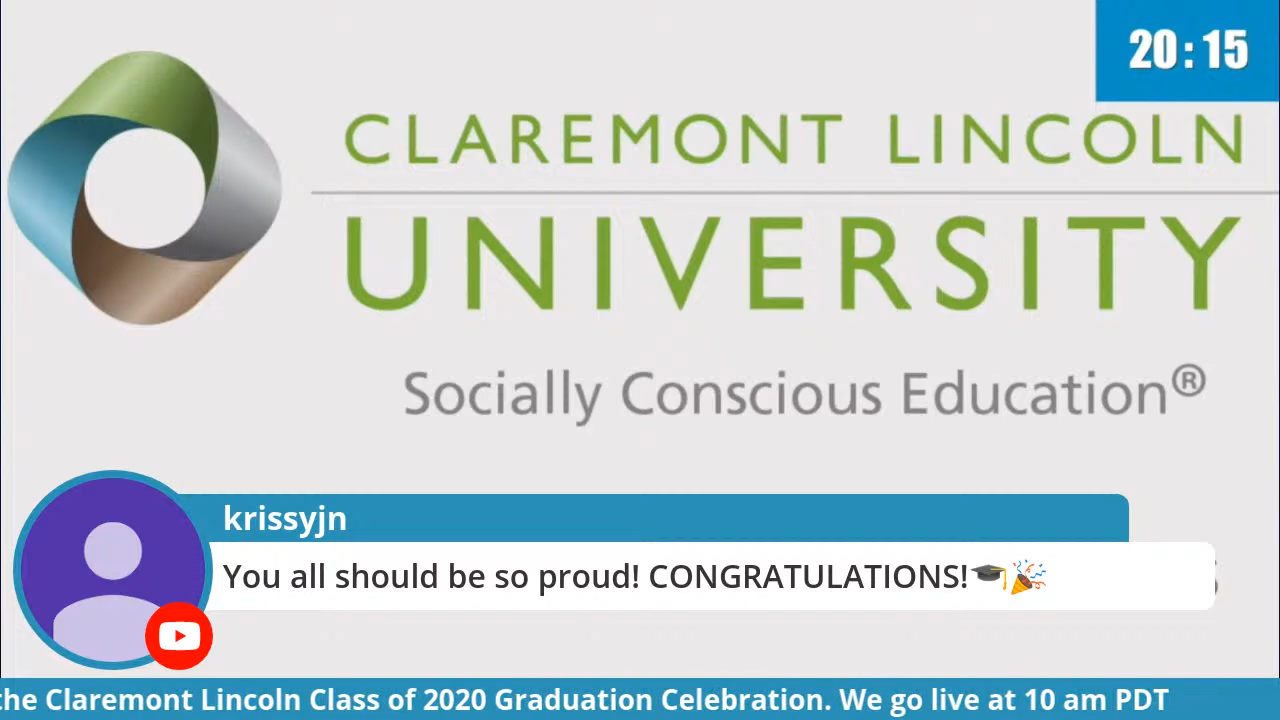 20:15
CLAREMONT LINCOLN
UNIVERSITY
Socially Conscious Education®
krissyjn
You all should be so proud! CONGRATULATIONS!🎓🎉
the Claremont Lincoln Class of 2020 Graduation Celebration. We go live at 10 am PDT